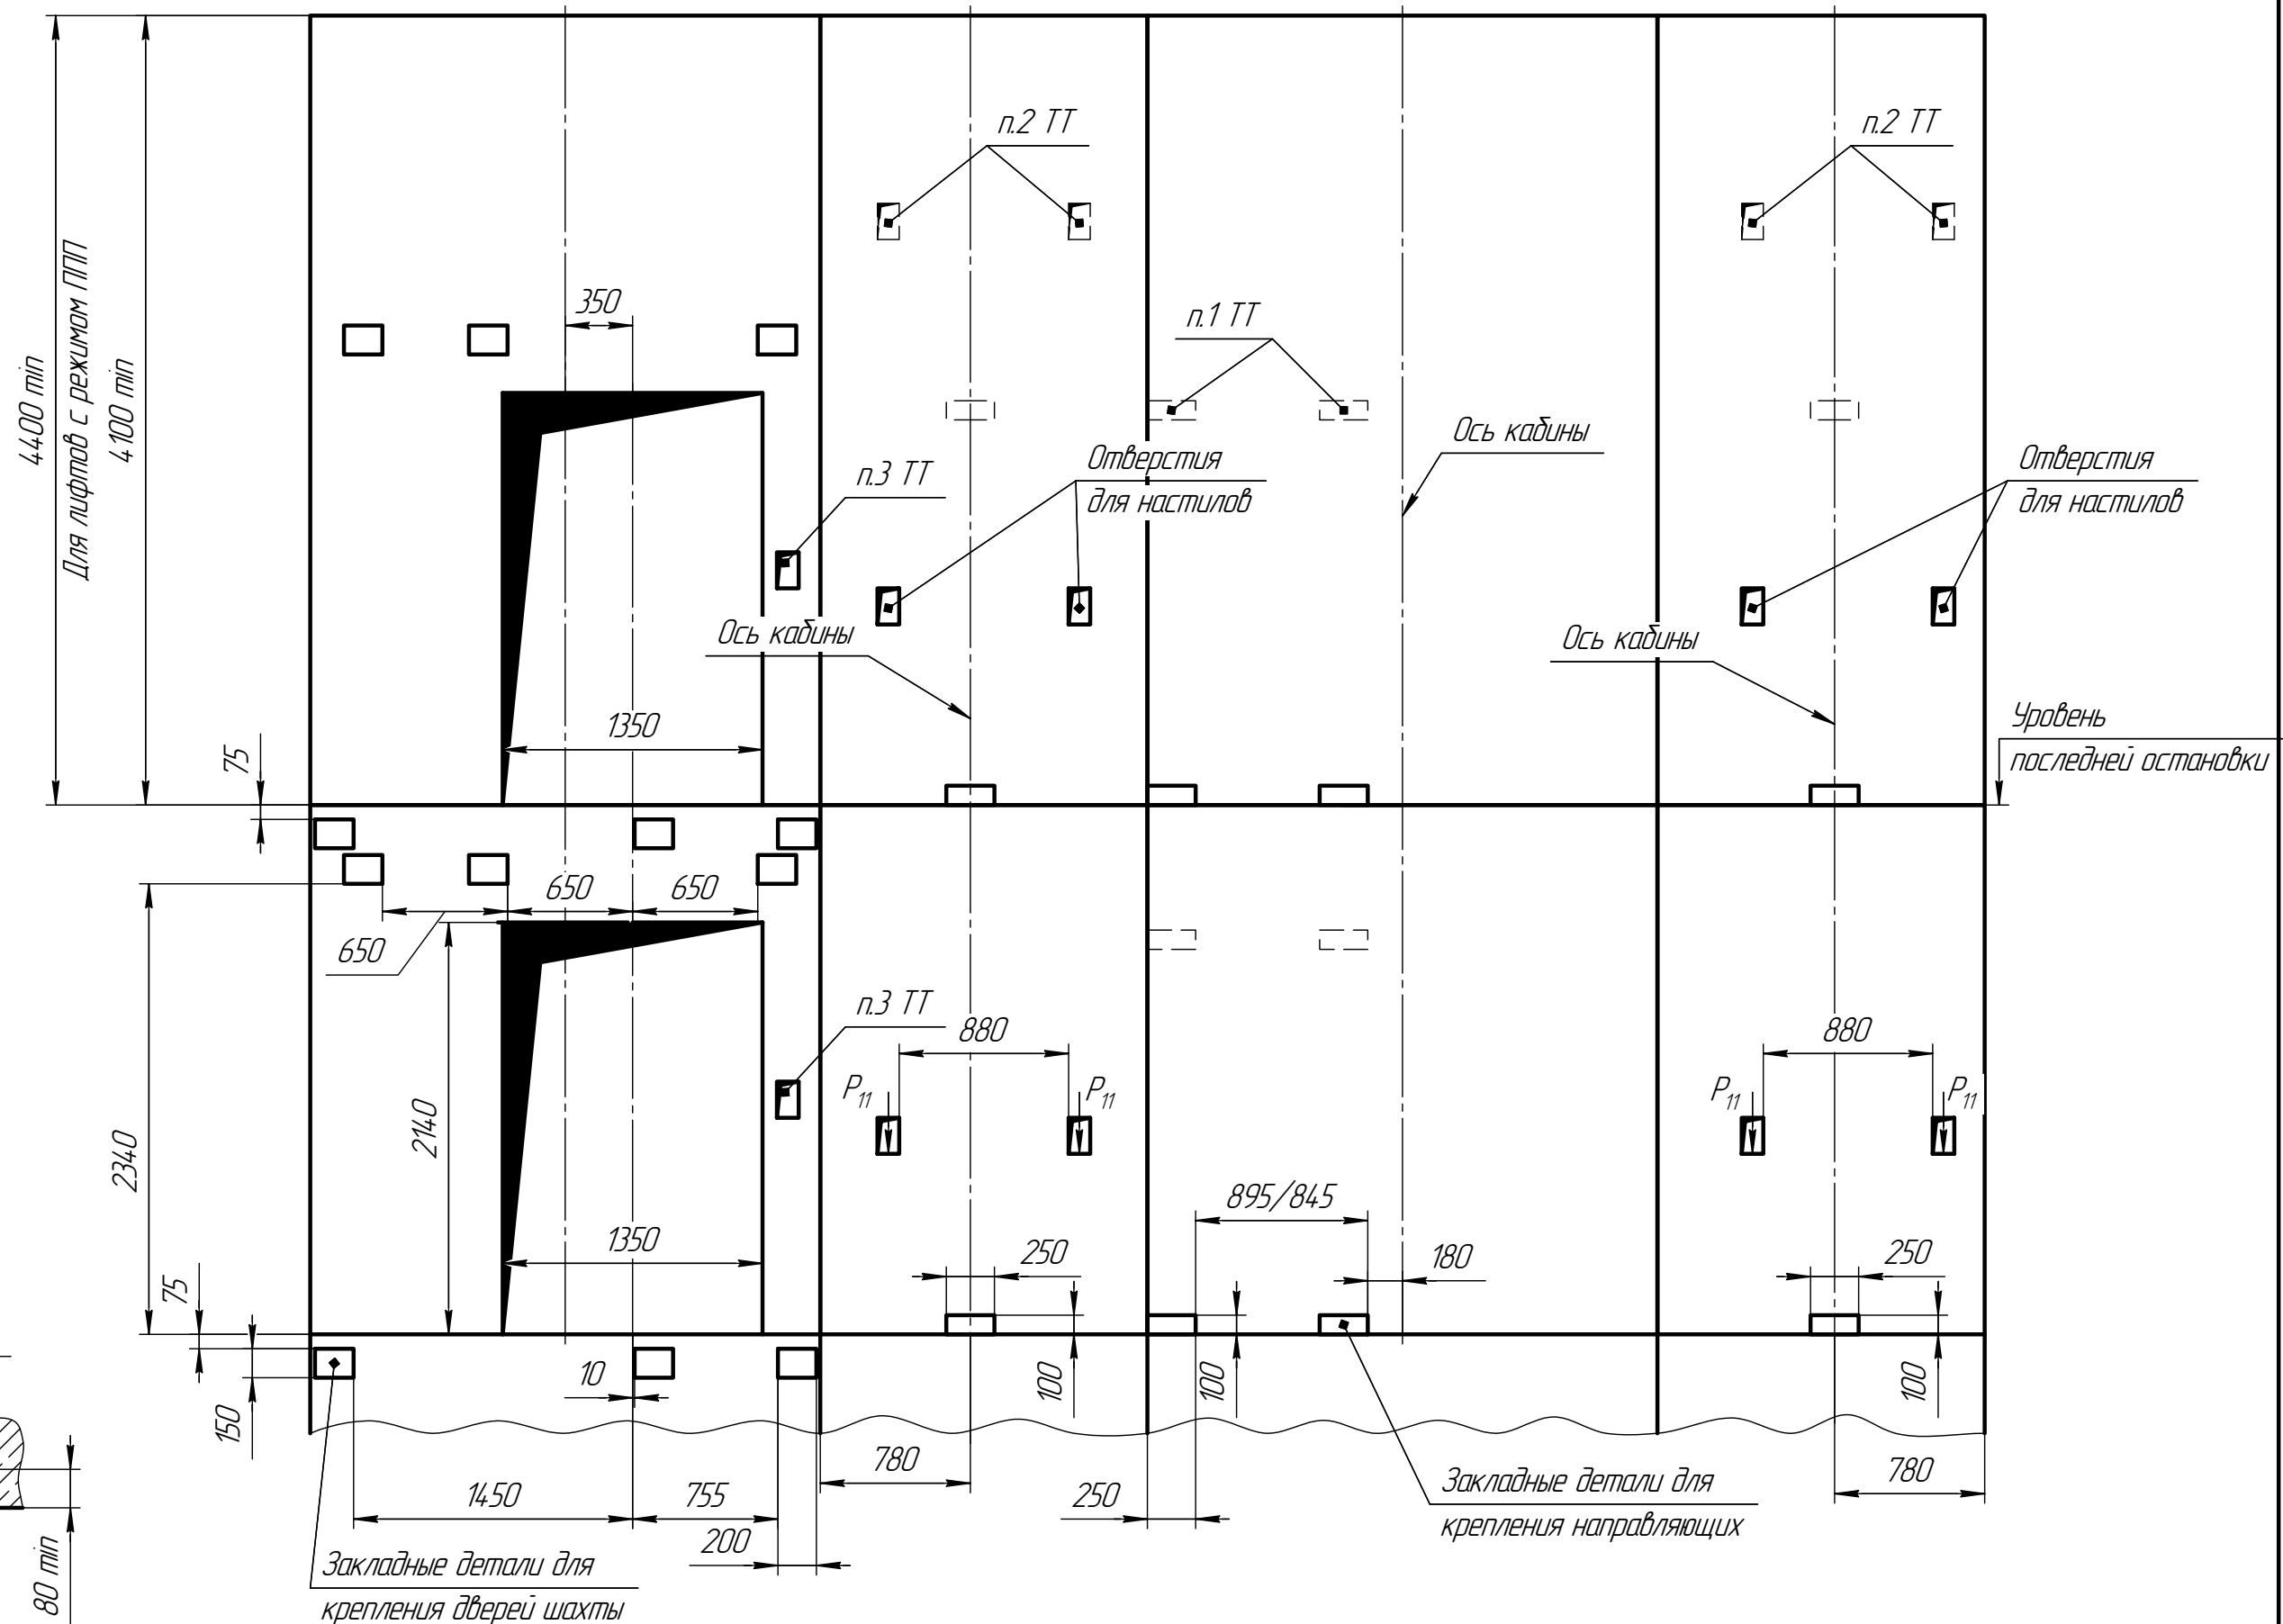 п.2 ТТ
п.2 ТТ
350
п.1 ТТ
4400 min
Для лифтов с режимом ППП
4100 min
Ось кабины
Отверстия
для настилов
Отверстия
для настилов
п.3 ТТ
Ось кабины
Ось кабины
1350
Уровень
последней остановки
75
650
650
650
п.3 ТТ
880
880
P11
P11
P11
P11
2140
2340
895/845
1350
250
180
250
75
10
100
100
100
150
780
1450
755
250
780
Закладные детали для
крепления направляющих
200
80 min
Закладные детали для
крепления дверей шахты